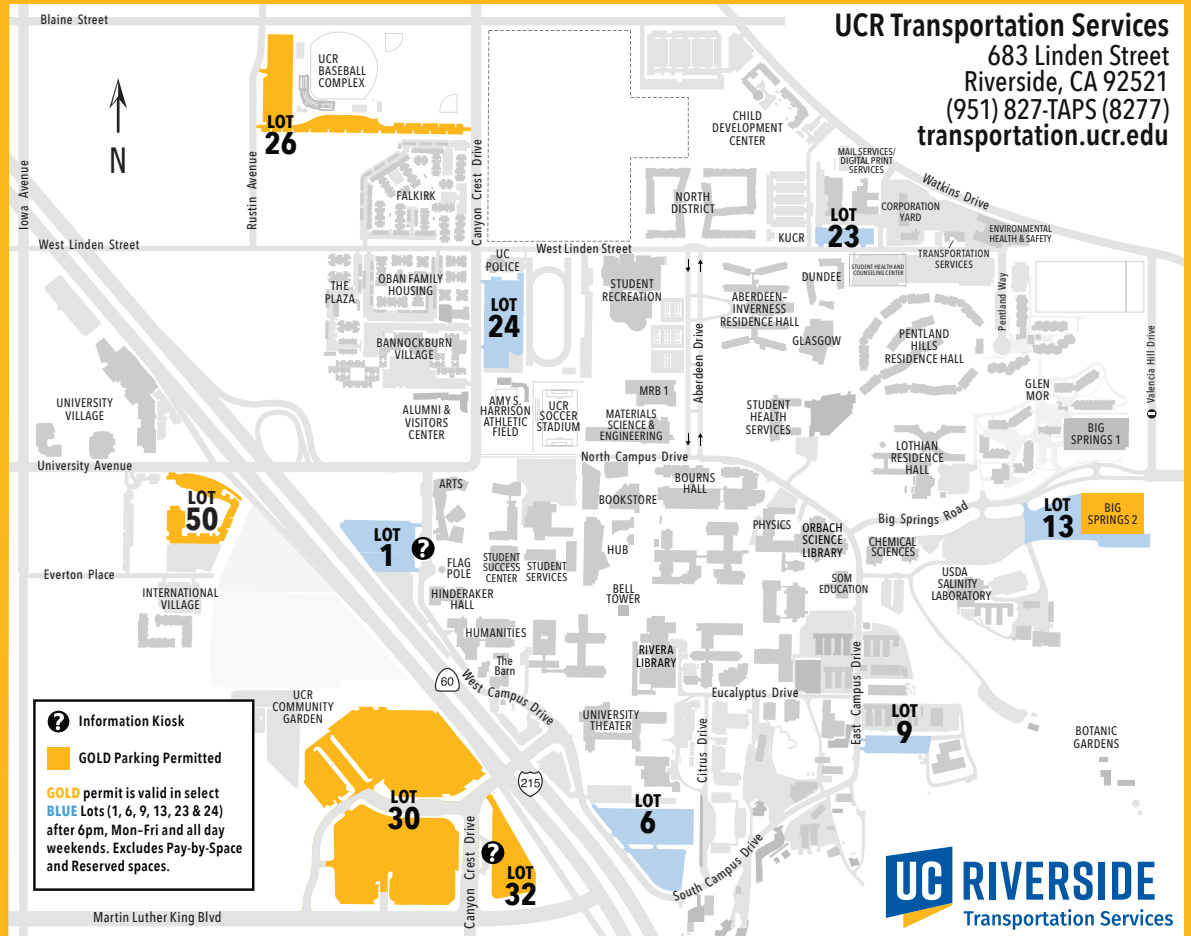 Blaine Street
UCR Transportation Services
683 Linden Street
Riverside, CA 92521
(951) 827-TAPS (8277)
transportation.ucr.edu
UCR
BASEBALL
COMPLEX
LOT
26
N
CHILD
DEVELOPMENT
CENTER
MAIL SERVICES/
DIGITAL PRINT
SERVICES
Watkins Drive
Iowa Avenue
Rustin Avenue
Canyon Crest Drive
FALKIRK
NORTH
DISTRICT
LOT
23
CORPORATION
YARD
KUCR
ENVIRONMENTAL
HEALTH & SAFETY
West Linden Street
West Linden Street
TRANSPORTATION
SERVICES
UC
POLICE
THE
PLAZA
OBAN FAMILY
HOUSING
LOT
24
STUDENT
RECREATION
DUNDEE
STUDENT HEALTH AND
COUNSELING CENTER
ABERDEEN–
INVERNESS
RESIDENCE HALL
Pentland Way
BANNOCKBURN
VILLAGE
GLASGOW
PENTLAND
HILLS
RESIDENCE HALL
Aberdeen Drive
Valencia Hill Drive
MRB 1
GLEN
MOR
UNIVERSITY
VILLAGE
ALUMNI &
VISITORS
CENTER
AMY S.
HARRISON
ATHLETIC
FIELD
UCR
SOCCER
STADIUM
MATERIALS
SCIENCE &
ENGINEERING
STUDENT
HEALTH
SERVICES
BIG
SPRINGS 1
LOTHIAN
RESIDENCE
HALL
University Avenue
North Campus Drive
ARTS
BOURNS
HALL
BOOKSTORE
LOT
50
LOT
1
?
PHYSICS
ORBACH
SCIENCE
LIBRARY
Big Springs Road
LOT
13
BIG
SPRINGS 2
CHEMICAL
SCIENCES
HUB
FLAG
POLE
STUDENT
SUCCESS
CENTER
STUDENT
SERVICES
Everton Place
INTERNATIONAL
VILLAGE
HINDERAKER
HALL
BELL
TOWER
SOM
EDUCATION
USDA
SALINITY
LABORATORY
HUMANITIES
The
Barn
RIVERA
LIBRARY
60
West Campus Drive
Eucalyptus Drive
East Campus Drive
UCR
COMMUNITY
GARDEN
UNIVERSITY
THEATER
Citrus Drive
LOT
9
BOTANIC
GARDENS
? Information Kiosk
GOLD Parking Permitted
GOLD permit is valid in select
BLUE Lots (1, 6, 9, 13, 23 & 24)
after 6pm, Mon–Fri and all day
weekends. Excludes Pay-by-Space
and Reserved spaces.
215
LOT
30
LOT
6
Canyon Crest Drive
?
LOT
32
South Campus Drive
Martin Luther King Blvd
UC RIVERSIDE
Transportation Services